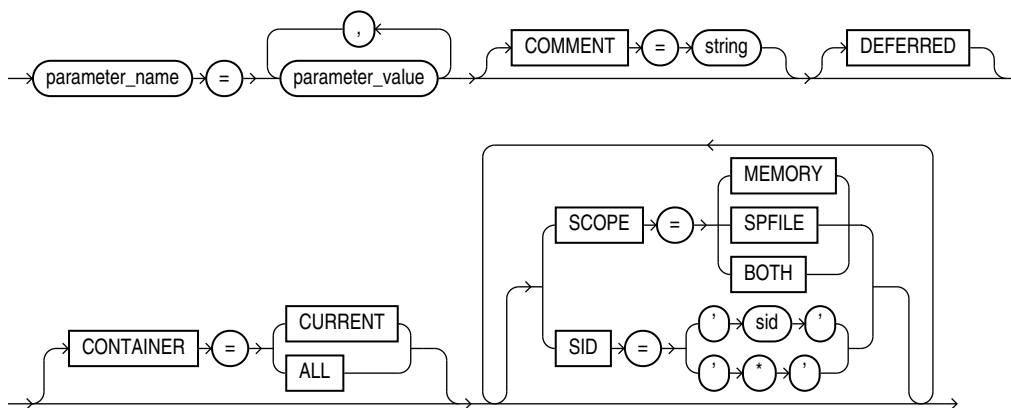 ,
COMMENT = string
DEFERRED
parameter_name = parameter_value
MEMORY
SCOPE = SPFILE
BOTH
CURRENT
CONTAINER =
ALL
' sid '
SID =
' * '